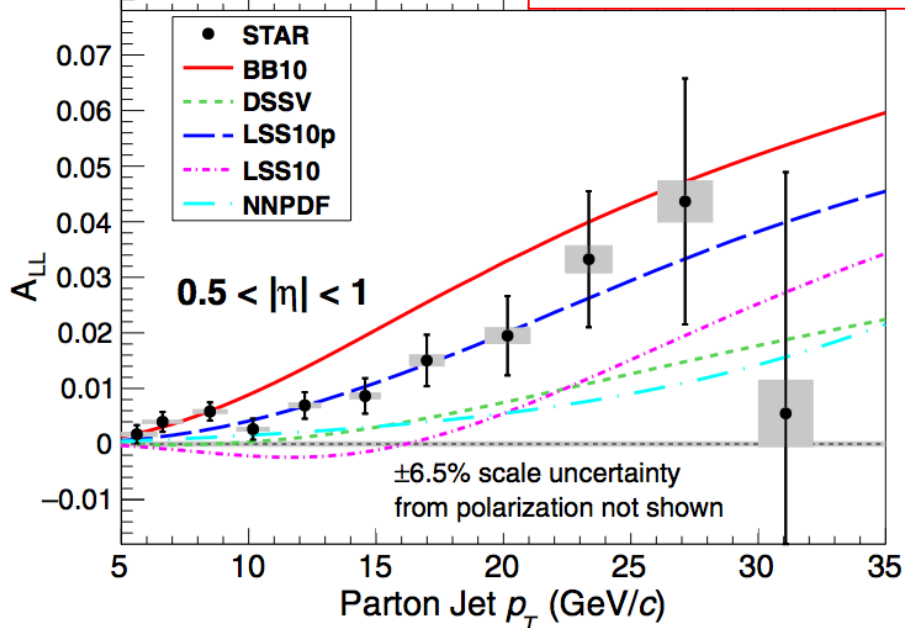 0.07
0.06
0.05
0.04
0.03
0.02
0.01
0
−0.01
A_LL
STAR
BB10
DSSV
LSS10p
LSS10
NNPDF
0.5 < |η| < 1
±6.5% scale uncertainty
from polarization not shown
5 10 15 20 25 30 35
Parton Jet p_T (GeV/c)